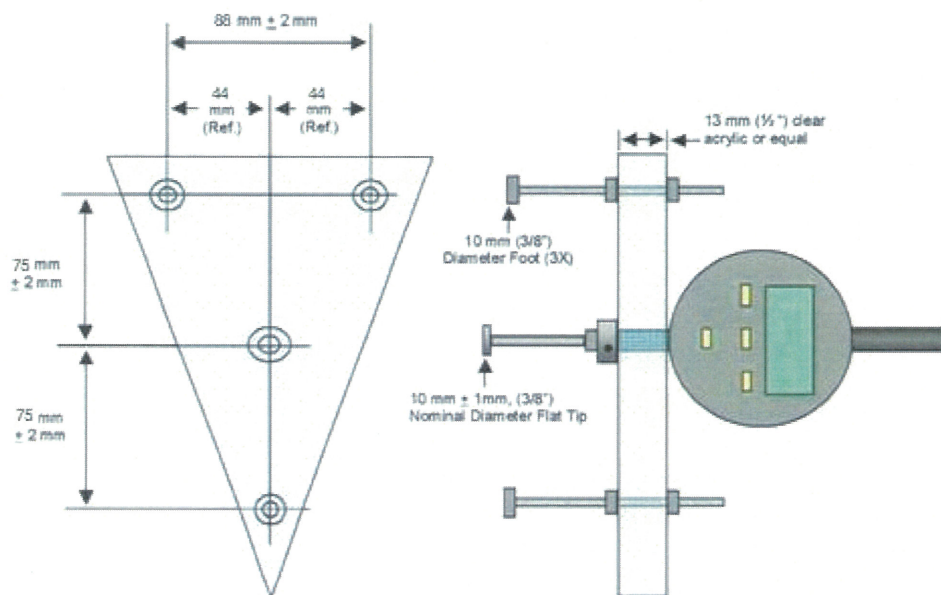 88 mm ± 2 mm
44
mm
(Ref.)
44
mm
(Ref.)
13 mm (½ ") clear
acrylic or equal
10 mm (3/8")
Diameter Foot (3X)
75 mm
± 2 mm
10 mm ± 1mm, (3/8")
Nominal Diameter Flat Tip
75 mm
± 2 mm